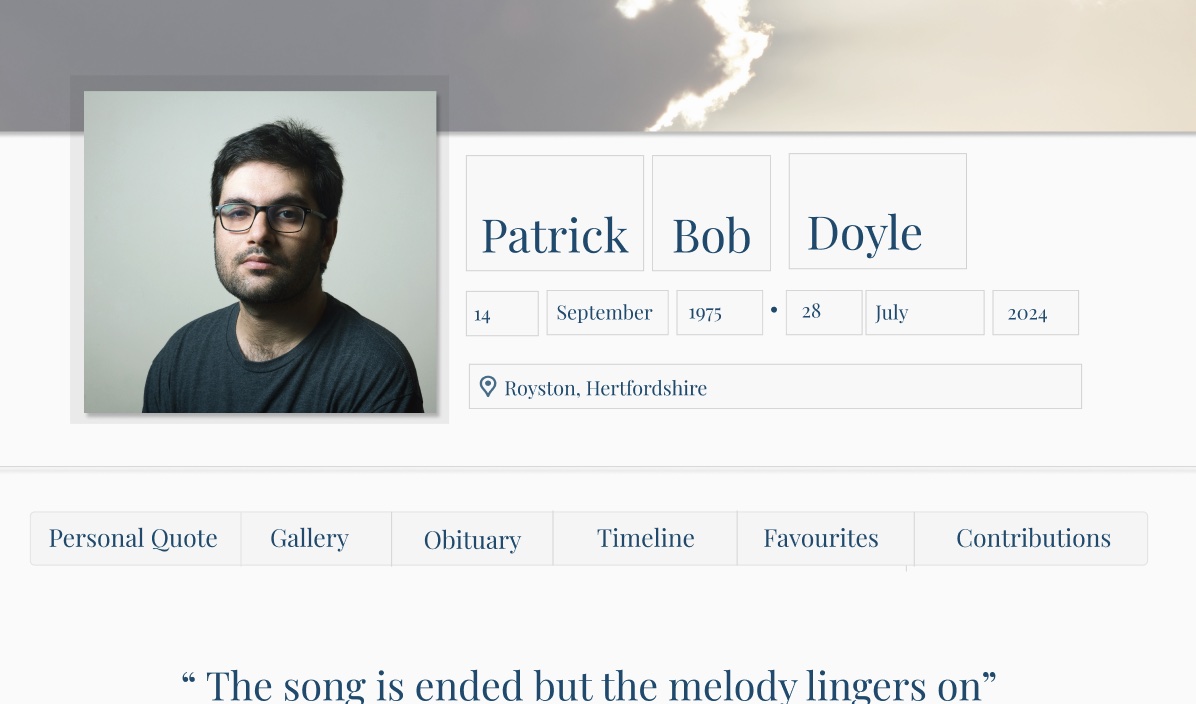 Patrick Bob Doyle
14 September 1975 • 28 July 2024
Royston, Hertfordshire
Personal Quote Gallery Obituary Timeline Favourites Contributions
“ The song is ended but the melody lingers on”